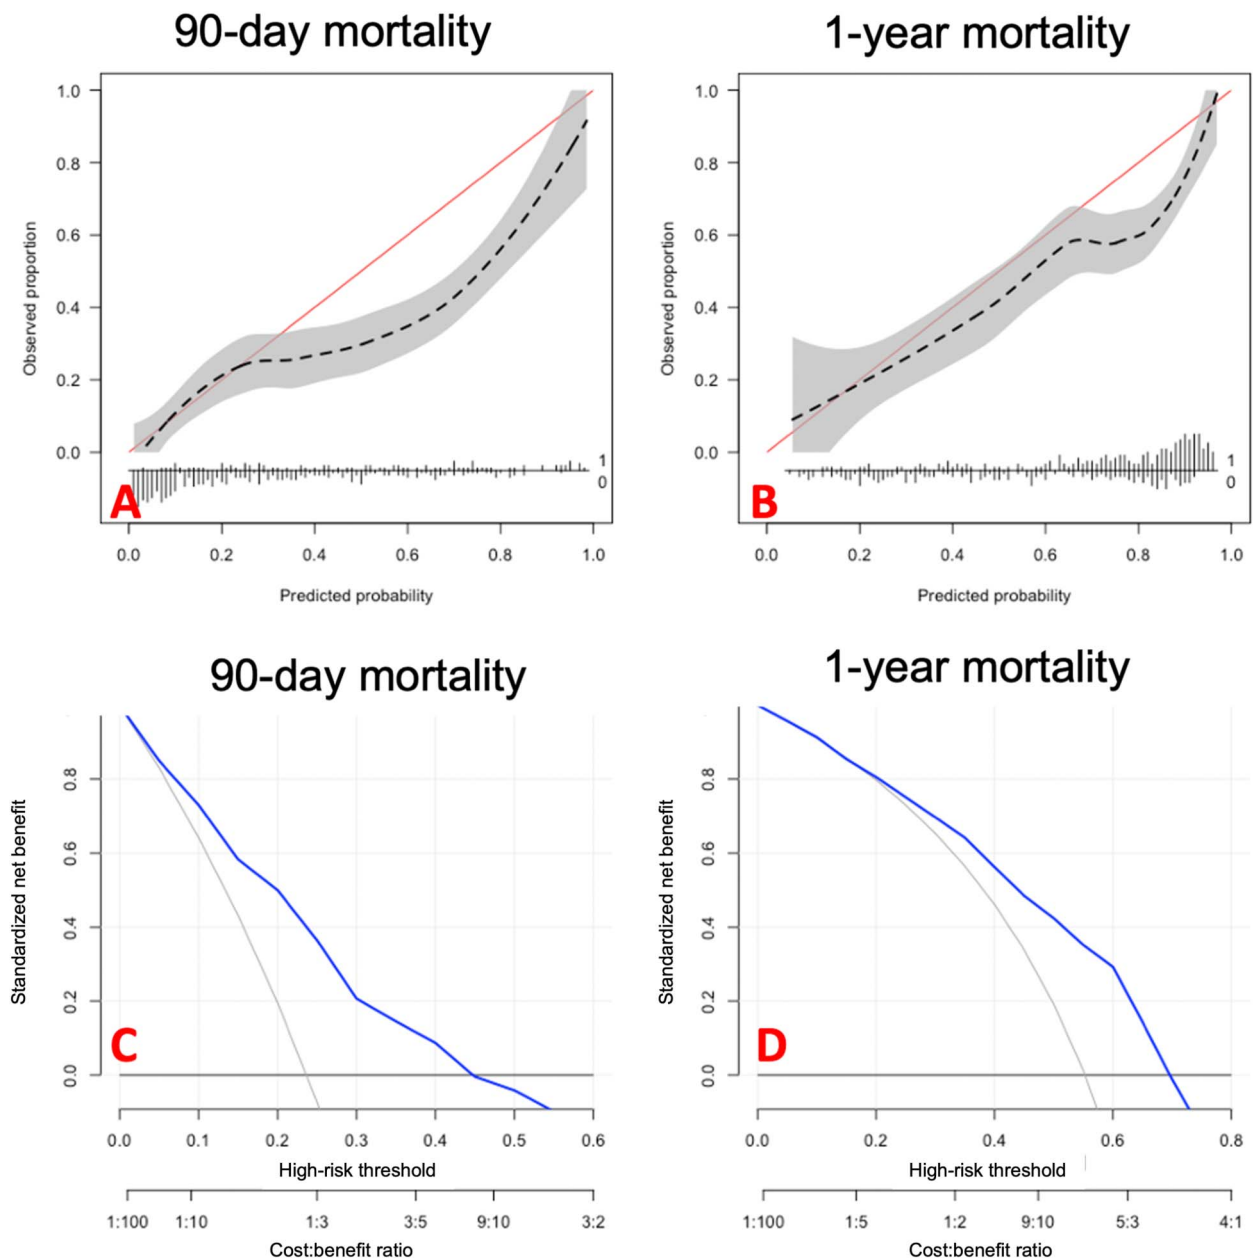 90-day mortality
1-year mortality
Observed proportion
1.0
0.8
0.6
0.4
0.2
0.0
1
0
A
0.0 0.2 0.4 0.6 0.8 1.0
Predicted probability
Observed proportion
1.0
0.8
0.6
0.4
0.2
0.0
1
0
B
0.0 0.2 0.4 0.6 0.8 1.0
Predicted probability
90-day mortality
1-year mortality
Standardized net benefit
0.8
0.6
0.4
0.2
0.0
C
0.0 0.1 0.2 0.3 0.4 0.5 0.6
High-risk threshold
1:100 1:10 1:3 3:5 9:10 3:2
Cost:benefit ratio
Standardized net benefit
0.8
0.6
0.4
0.2
0.0
D
0.0 0.2 0.4 0.6 0.8
High-risk threshold
1:100 1:5 1:2 9:10 5:3 4:1
Cost:benefit ratio